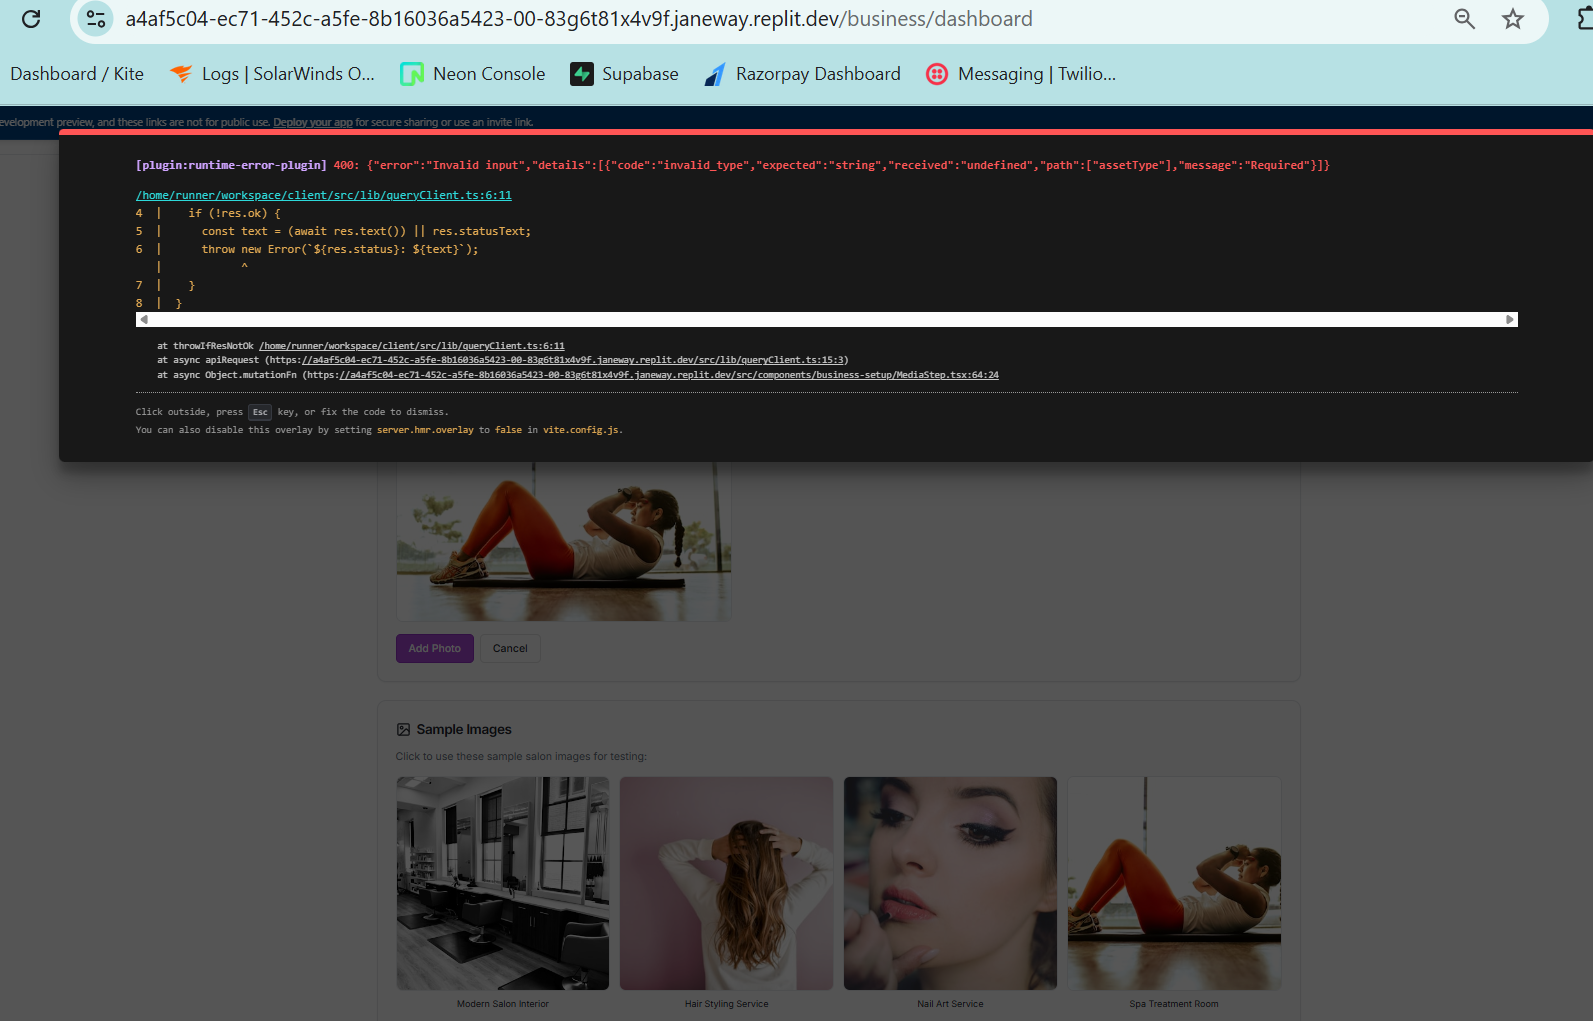 a4af5c04-ec71-452c-a5fe-8b16036a5423-00-83g6t81x4v9f.janeway.replit.dev/business/dashboard
Dashboard / Kite Logs | SolarWinds O... Neon Console Supabase Razorpay Dashboard Messaging | Twilio...
evelopment preview, and these links are not for public use. Deploy your app for secure sharing or use an invite link.
[plugin:runtime-error-plugin] 400: {"error":"Invalid input","details":[{"code":"invalid_type","expected":"string","received":"undefined","path":["assetType"],"message":"Required"}]}
/home/runner/workspace/client/src/lib/queryClient.ts:6:11
4 | if (!res.ok) {
5 | const text = (await res.text()) || res.statusText;
6 | throw new Error(`${res.status}: ${text}`);
| ^
7 | }
8 | }
at throwIfResNotOk /home/runner/workspace/client/src/lib/queryClient.ts:6:11
at async apiRequest (https://a4af5c04-ec71-452c-a5fe-8b16036a5423-00-83g6t81x4v9f.janeway.replit.dev/src/lib/queryClient.ts:15:3)
at async Object.mutationFn (https://a4af5c04-ec71-452c-a5fe-8b16036a5423-00-83g6t81x4v9f.janeway.replit.dev/src/components/business-setup/MediaStep.tsx:64:24
Click outside, press Esc key, or fix the code to dismiss.
You can also disable this overlay by setting server.hmr.overlay to false in vite.config.js.
Add Photo Cancel
Sample Images
Click to use these sample salon images for testing:
Modern Salon Interior Hair Styling Service Nail Art Service Spa Treatment Room